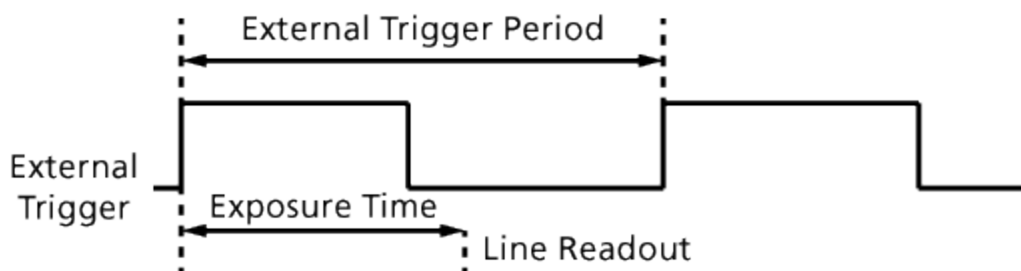 External Trigger Period
External
Trigger
Exposure Time
Line Readout